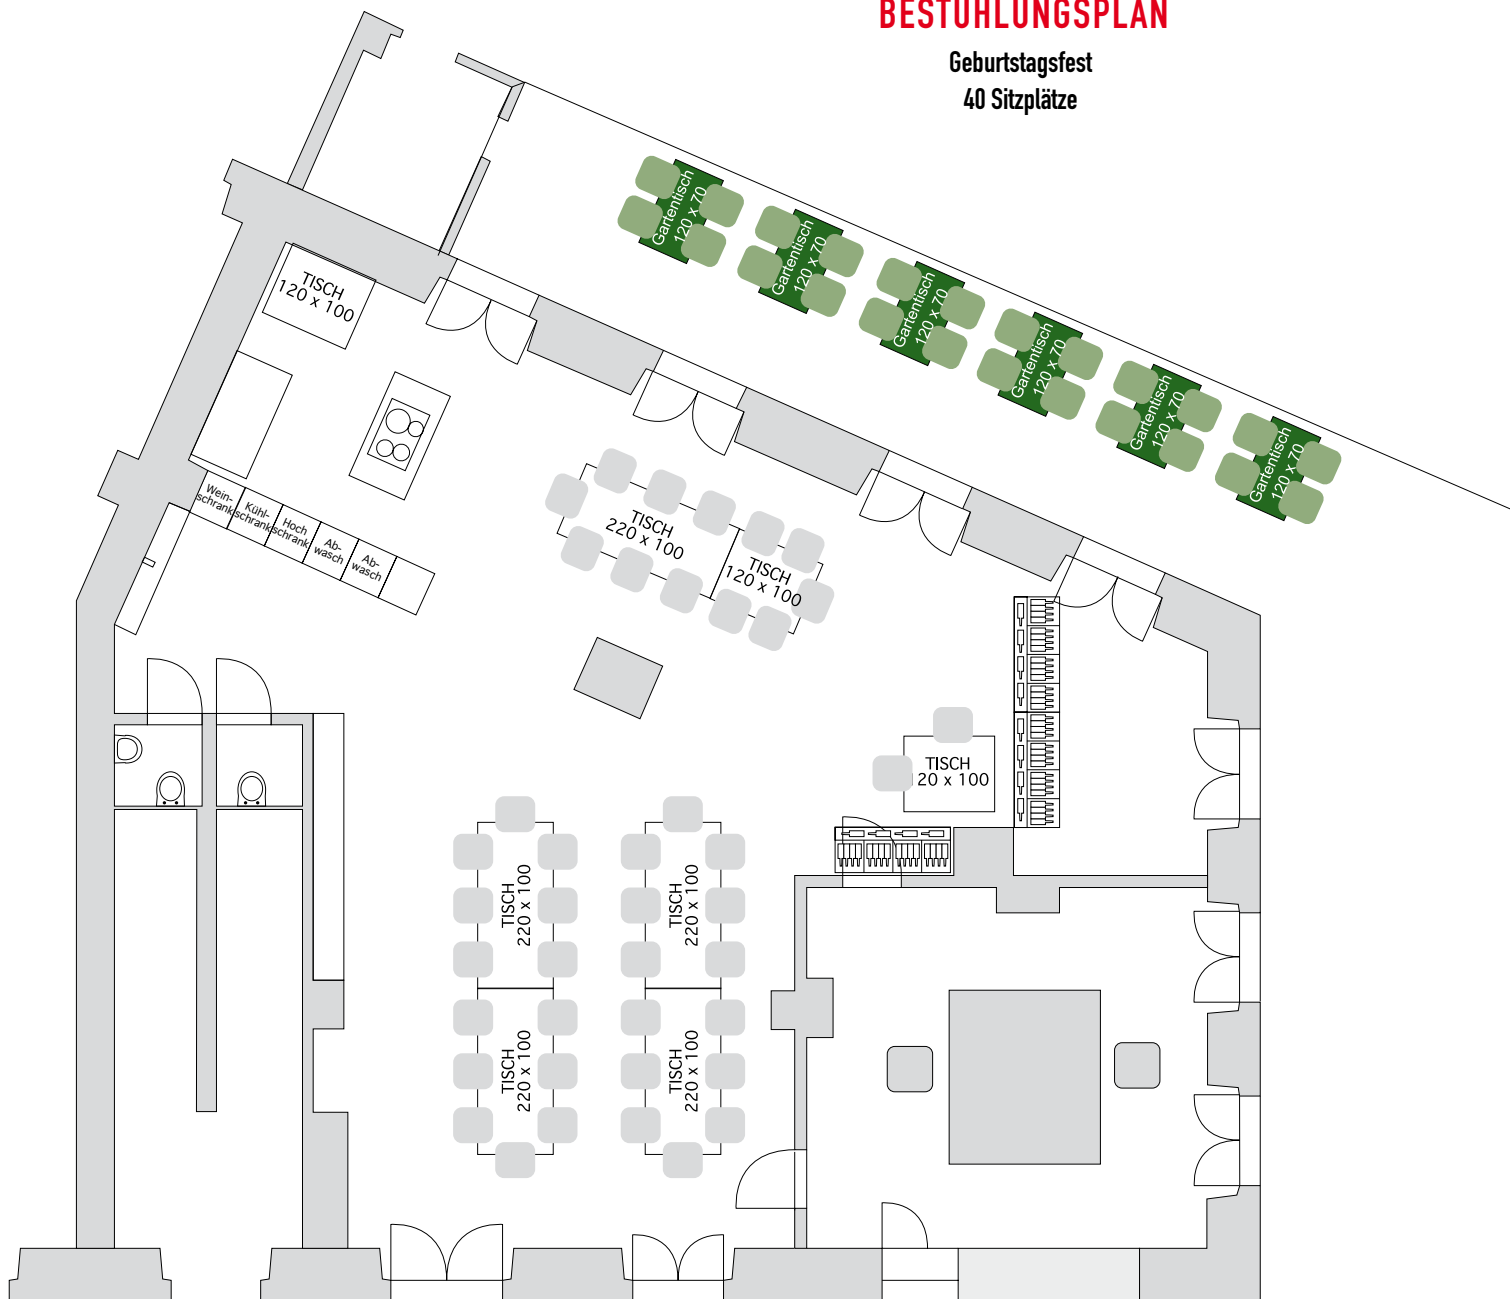 BESTUHLUNGSPLAN
Geburtstagsfest
40 Sitzplätze
Gartentisch
120 x 70
Gartentisch
120 x 70
Gartentisch
120 x 70
Gartentisch
120 x 70
Gartentisch
120 x 70
Gartentisch
120 x 70
TISCH
120 x 100
Wein-
schrank
Kühl-
schrank
Hoch
schrank
Ab-
wasch
Ab-
wasch
TISCH
220 x 100
TISCH
120 x 100
TISCH
120 x 100
TISCH
220 x 100
TISCH
220 x 100
TISCH
220 x 100
TISCH
220 x 100